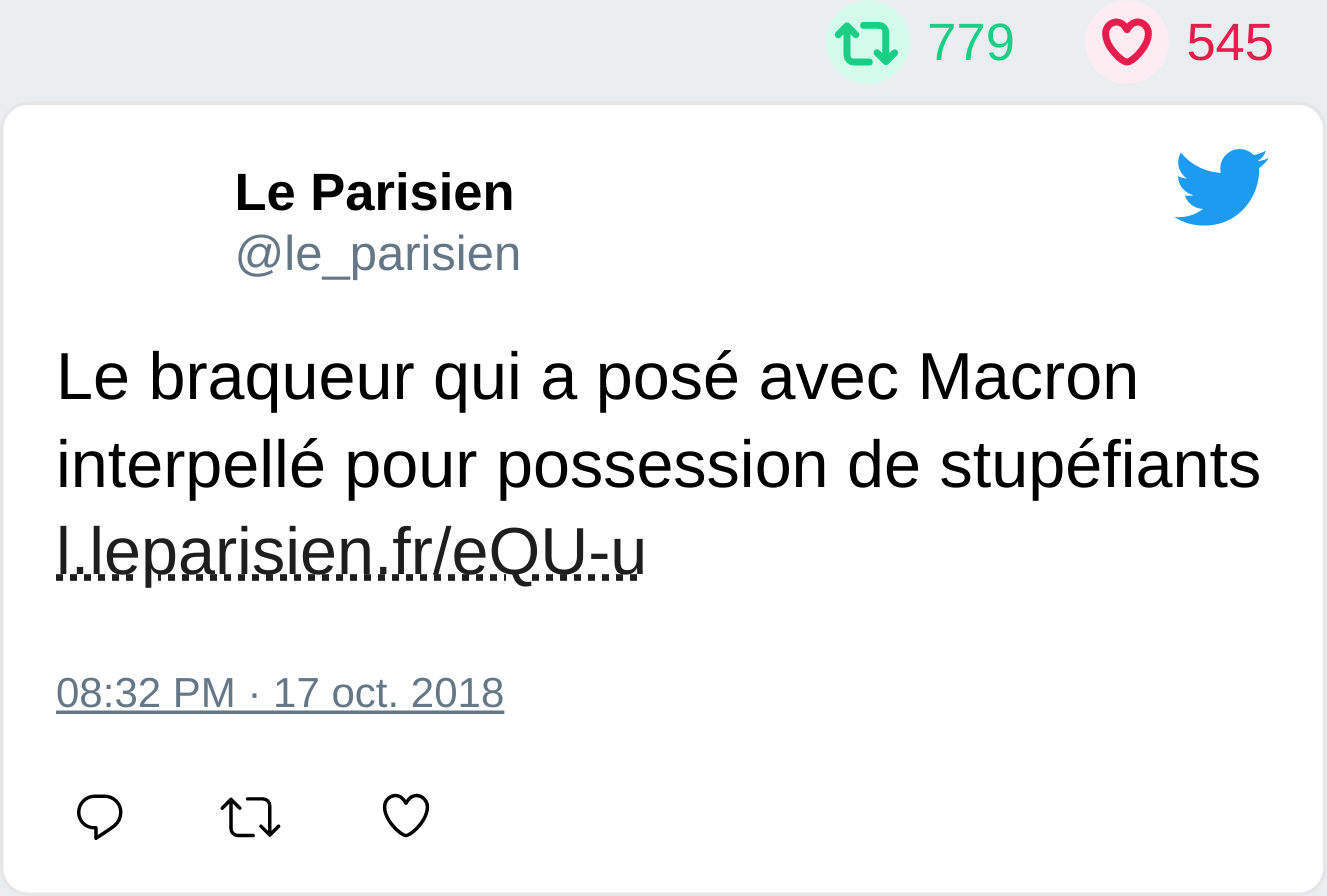 779 545
Le Parisien
@le_parisien
Le braqueur qui a posé avec Macron
interpellé pour possession de stupéfiants
l.leparisien.fr/eQU-u
08:32 PM · 17 oct. 2018